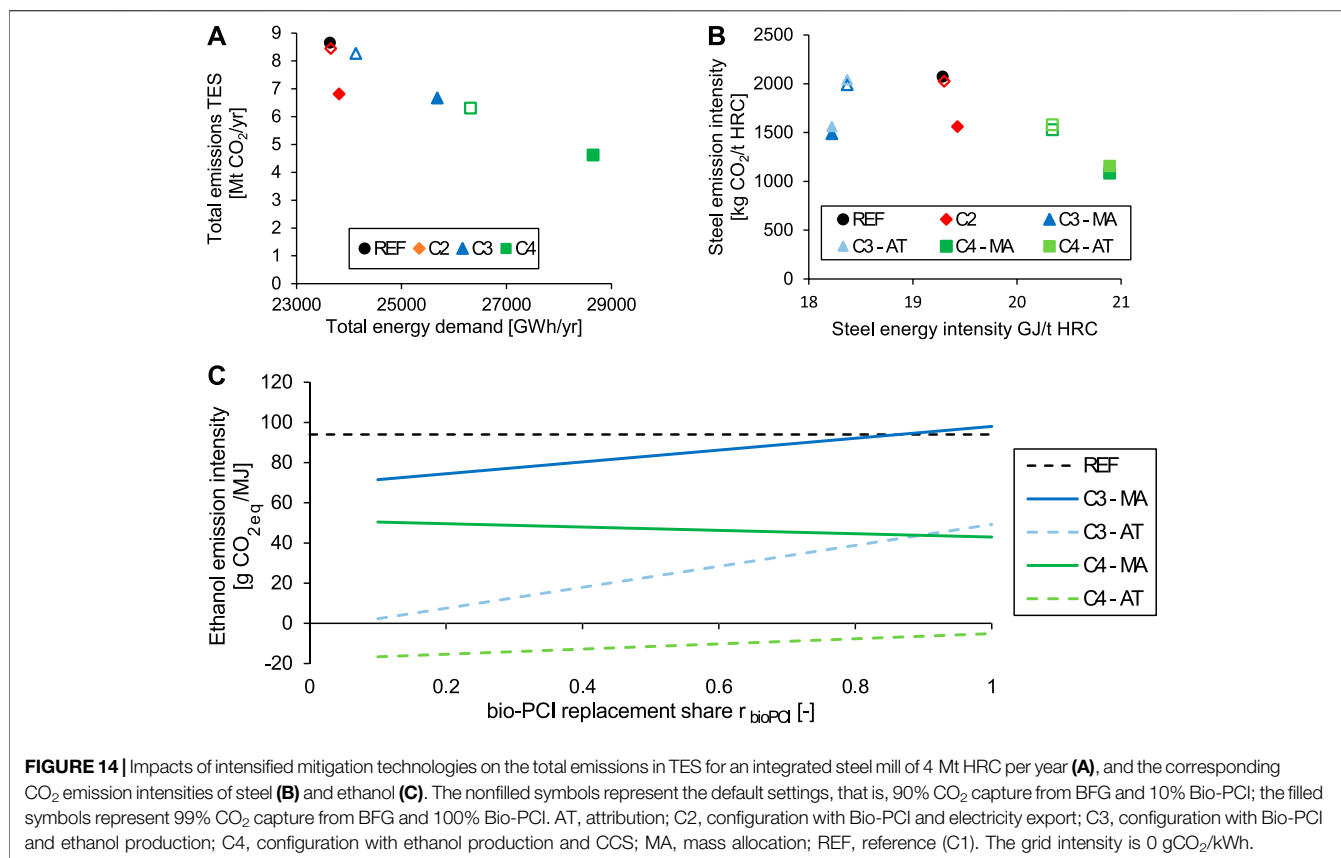 A
Total emissions TES
[Mt CO₂/yr]
9
8
7
6
5
4
3
2
1
0
23000 25000 27000 29000
Total energy demand [GWh/yr]
REF C2 C3 C4
B
Steel emission intensity
[kg CO₂/t HRC]
2500
2000
1500
1000
500
0
18 19 20 21
Steel energy intensity GJ/t HRC
REF C2 C3 - MA
C3 - AT C4 - MA C4 - AT
C
Ethanol emission intensity
[g CO₂eq/MJ]
120
100
80
60
40
20
0
-20
0 0.2 0.4 0.6 0.8 1
bio-PCI replacement share r bioPCI [-]
REF
C3 - MA
C3 - AT
C4 - MA
C4 - AT
FIGURE 14 | Impacts of intensified mitigation technologies on the total emissions in TES for an integrated steel mill of 4 Mt HRC per year (A), and the corresponding
CO₂ emission intensities of steel (B) and ethanol (C). The nonfilled symbols represent the default settings, that is, 90% CO₂ capture from BFG and 10% Bio-PCI; the filled
symbols represent 99% CO₂ capture from BFG and 100% Bio-PCI. AT, attribution; C2, configuration with Bio-PCI and electricity export; C3, configuration with Bio-PCI
and ethanol production; C4, configuration with ethanol production and CCS; MA, mass allocation; REF, reference (C1). The grid intensity is 0 gCO₂/kWh.